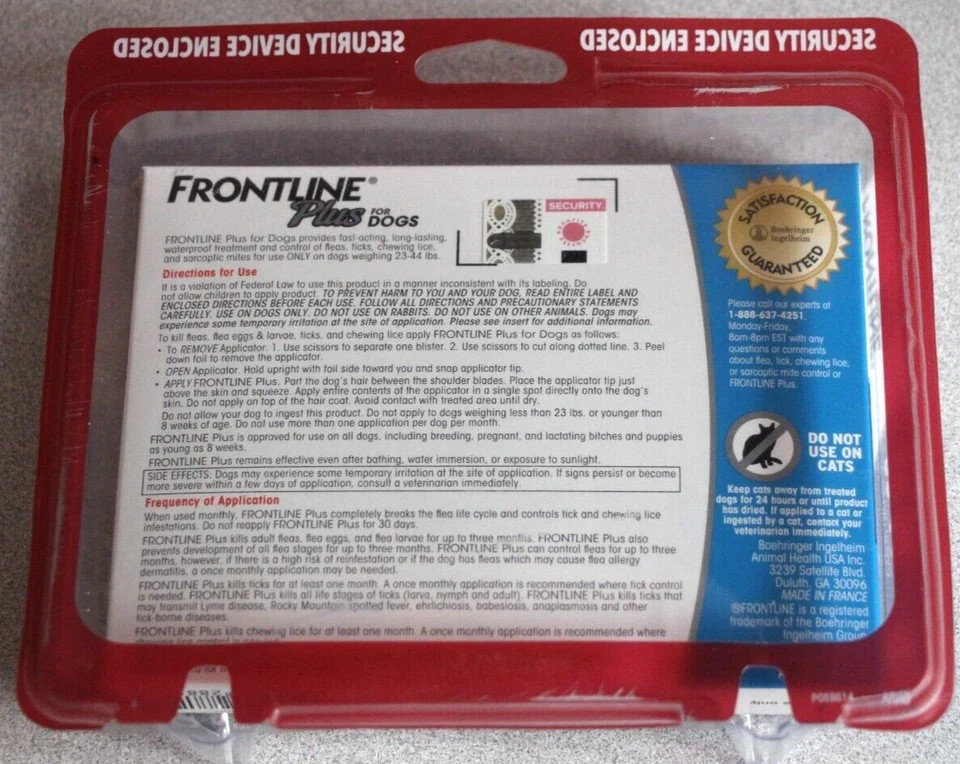 SECURITY DEVICE ENCLOSED
SECURITY DEVICE ENCLOSED
FRONTLINE®
Plus FOR DOGS
SECURITY
FRONTLINE Plus for Dogs provides fast-acting, long-lasting,
waterproof treatment and control of fleas, ticks, chewing lice,
and sarcoptic mites for use ONLY on dogs weighing 23-44 lbs.
Directions for Use
It is a violation of Federal Law to use this product in a manner inconsistent with its labeling. Do
not allow children to apply product. TO PREVENT HARM TO YOU AND YOUR DOG, READ ENTIRE LABEL AND
ENCLOSED DIRECTIONS BEFORE EACH USE. FOLLOW ALL DIRECTIONS AND PRECAUTIONARY STATEMENTS
CAREFULLY. USE ON DOGS ONLY. DO NOT USE ON RABBITS. DO NOT USE ON OTHER ANIMALS. Dogs may
experience some temporary irritation at the site of application. Please see insert for additional information.
To kill fleas, flea eggs & larvae, ticks, and chewing lice apply FRONTLINE Plus for Dogs as follows:
• To REMOVE Applicator: 1. Use scissors to separate one blister. 2. Use scissors to cut along dotted line. 3. Peel
down foil to remove the applicator.
• OPEN Applicator. Hold upright with foil side toward you and snap applicator tip.
• APPLY FRONTLINE Plus. Part the dog's hair between the shoulder blades. Place the applicator tip just
above the skin and squeeze. Apply entire contents of the applicator in a single spot directly onto the dog's
skin. Do not apply on top of the hair coat. Avoid contact with treated area until dry.
Do not allow your dog to ingest this product. Do not apply to dogs weighing less than 23 lbs. or younger than
8 weeks of age. Do not use more than one application per dog per month.
FRONTLINE Plus is approved for use on all dogs, including breeding, pregnant, and lactating bitches and puppies
as young as 8 weeks.
FRONTLINE Plus remains effective even after bathing, water immersion, or exposure to sunlight.
SIDE EFFECTS: Dogs may experience some temporary irritation at the site of application. If signs persist or become
more severe within a few days of application, consult a veterinarian immediately.
Frequency of Application
When used monthly, FRONTLINE Plus completely breaks the flea life cycle and controls tick and chewing lice
infestations. Do not reapply FRONTLINE Plus for 30 days.
FRONTLINE Plus kills adult fleas, flea eggs, and flea larvae for up to three months. FRONTLINE Plus also
prevents development of all flea stages for up to three months. FRONTLINE Plus can control fleas for up to three
months, however, if there is a high risk of reinfestation or if the dog has fleas which may cause flea allergy
dermatitis, a once monthly application may be needed.
FRONTLINE Plus kills ticks for at least one month. A once monthly application is recommended where tick control
is needed. FRONTLINE Plus kills all life stages of ticks (larva, nymph and adult). FRONTLINE Plus kills ticks that
may transmit Lyme disease, Rocky Mountain spotted fever, ehrlichiosis, babesiosis, anaplasmosis and other
tick-borne diseases.
FRONTLINE Plus kills chewing lice for at least one month. A once monthly application is recommended where
SATISFACTION
Boehringer
Ingelheim
GUARANTEED
Please call our experts at
1-888-637-4251,
Monday-Friday,
8am-8pm EST with any
questions or comments
about flea, tick, chewing lice,
or sarcoptic mite control or
FRONTLINE Plus.
DO NOT
USE ON
CATS
Keep cats away from treated
dogs for 24 hours or until product
has dried. If applied to a cat or
ingested by a cat, contact your
veterinarian immediately.
Boehringer Ingelheim
Animal Health USA Inc.
3239 Satellite Blvd.
Duluth, GA 30096
MADE IN FRANCE
®FRONTLINE is a registered
trademark of the Boehringer
Ingelheim Group